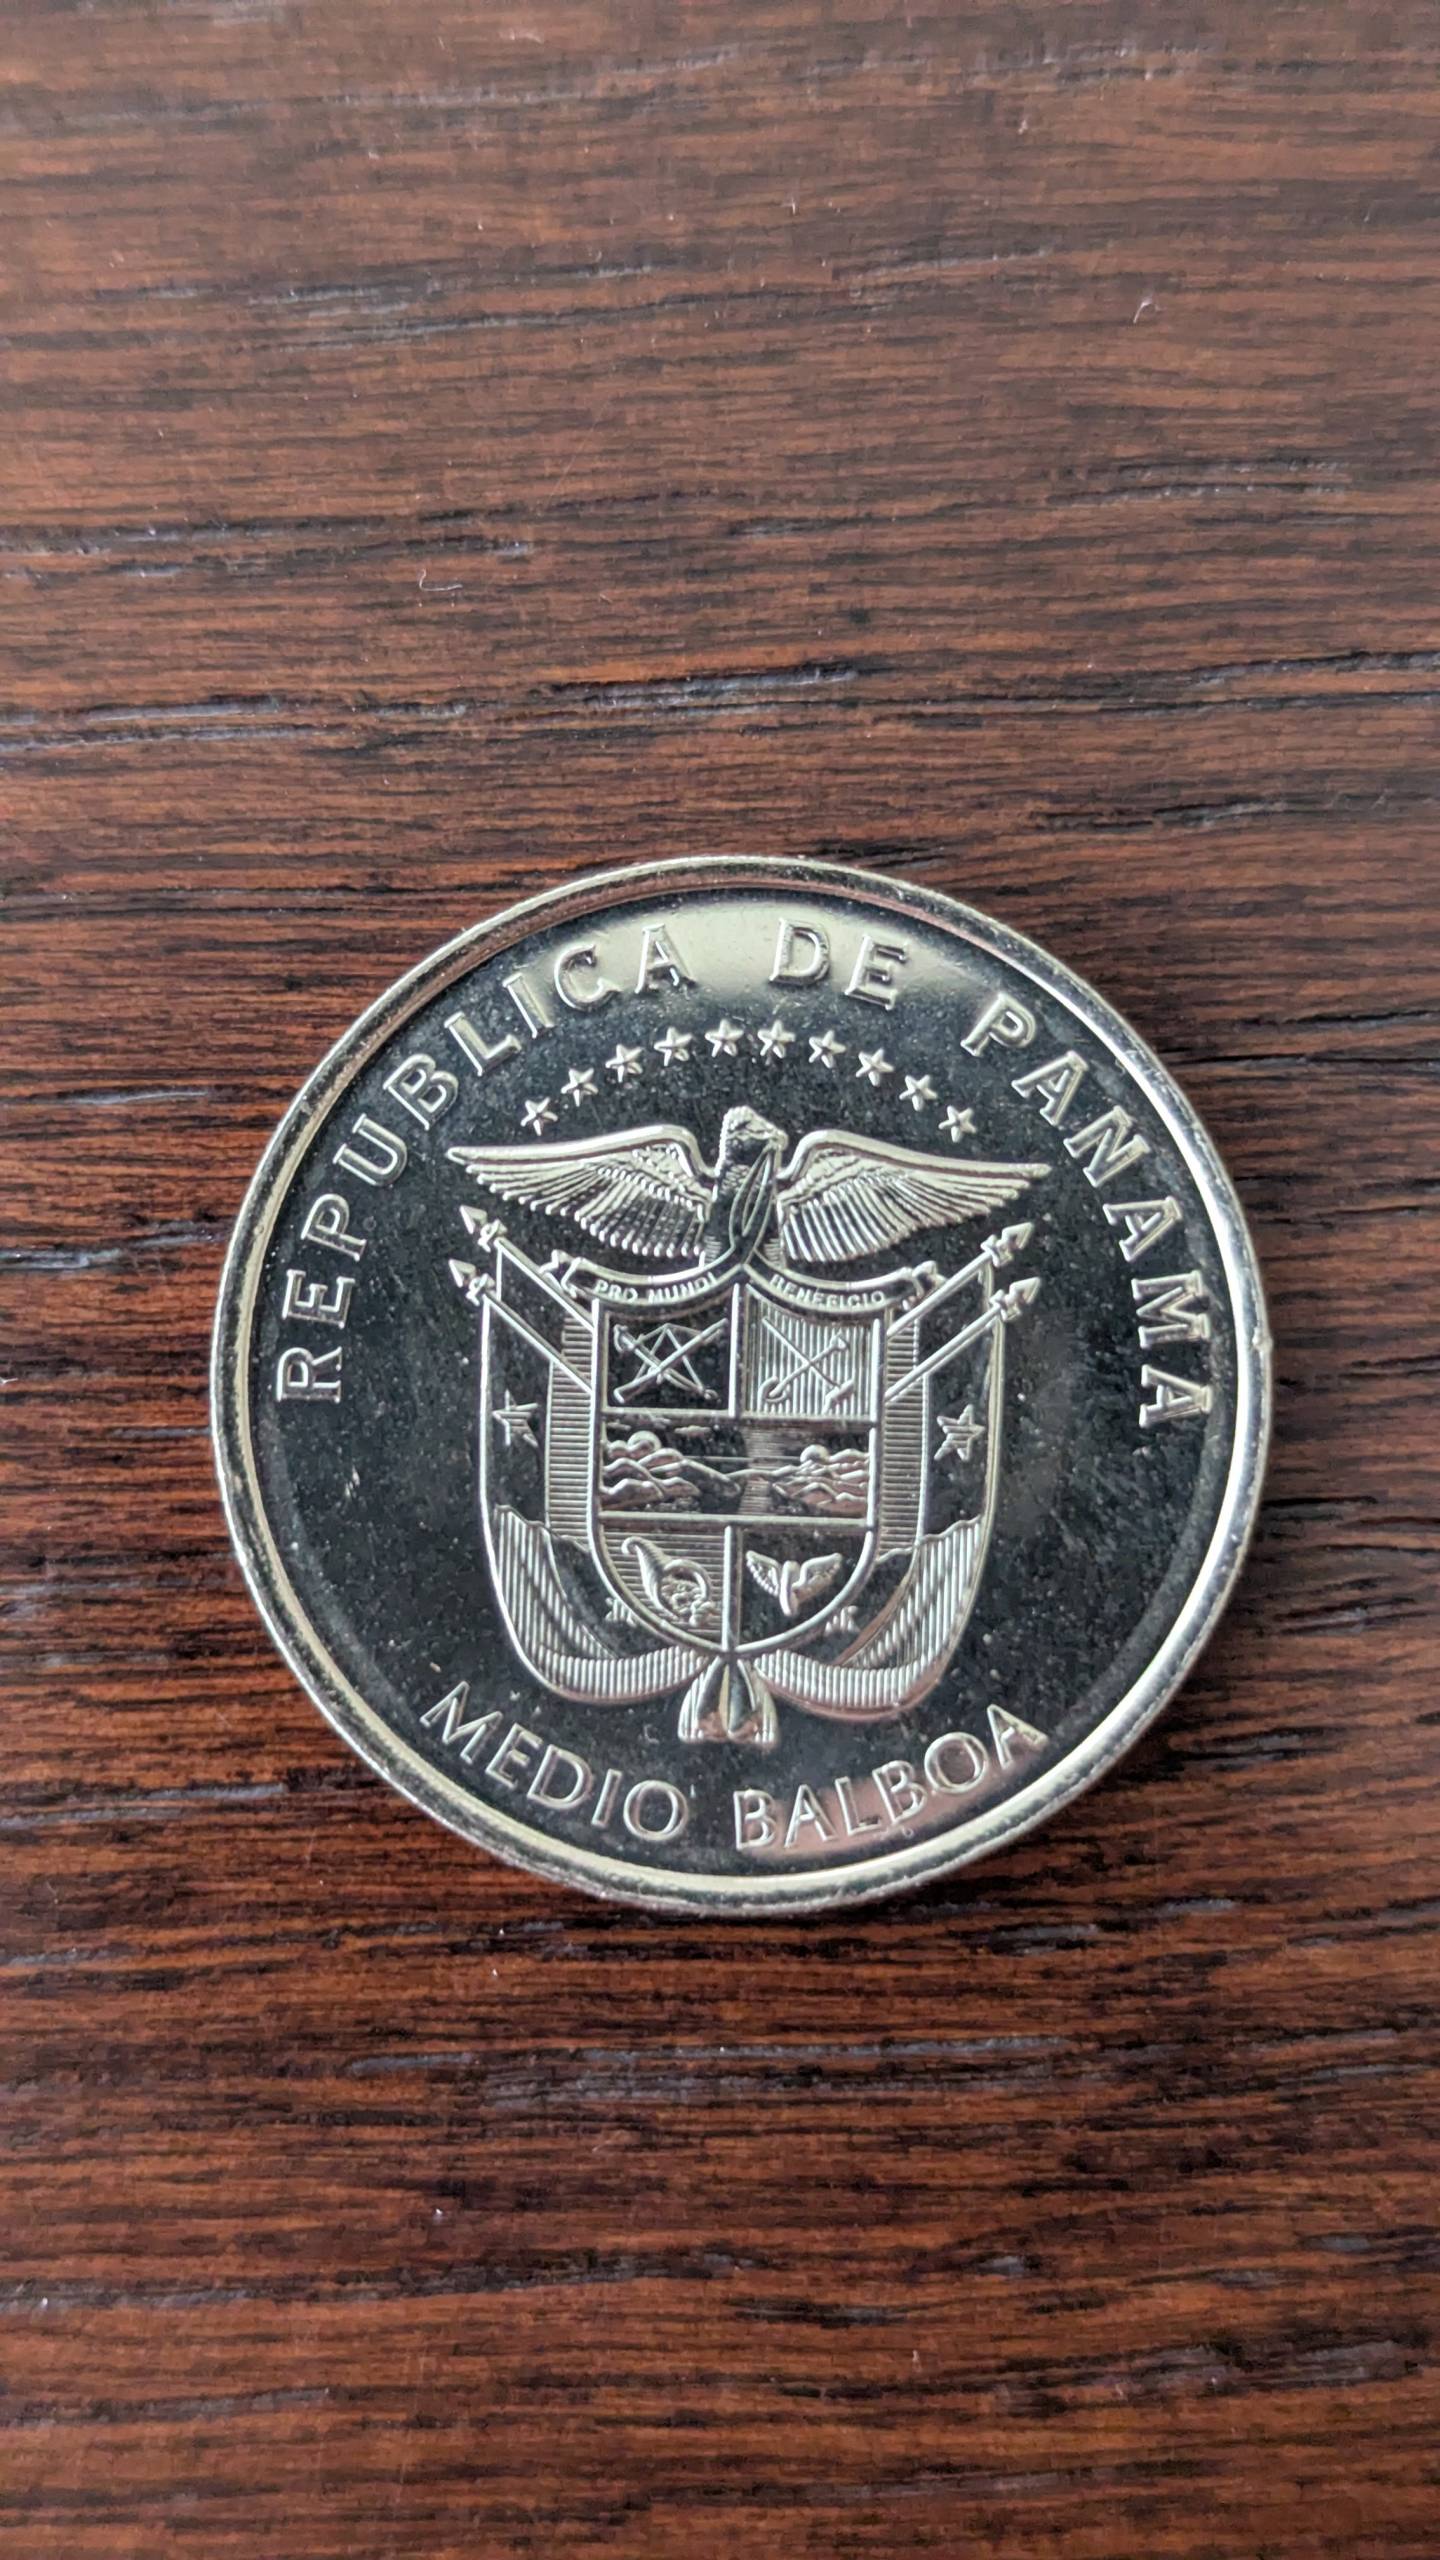 REPUBLICA DE PANAMA
PRO MUNDI BENEFICIO
MEDIO BALBOA